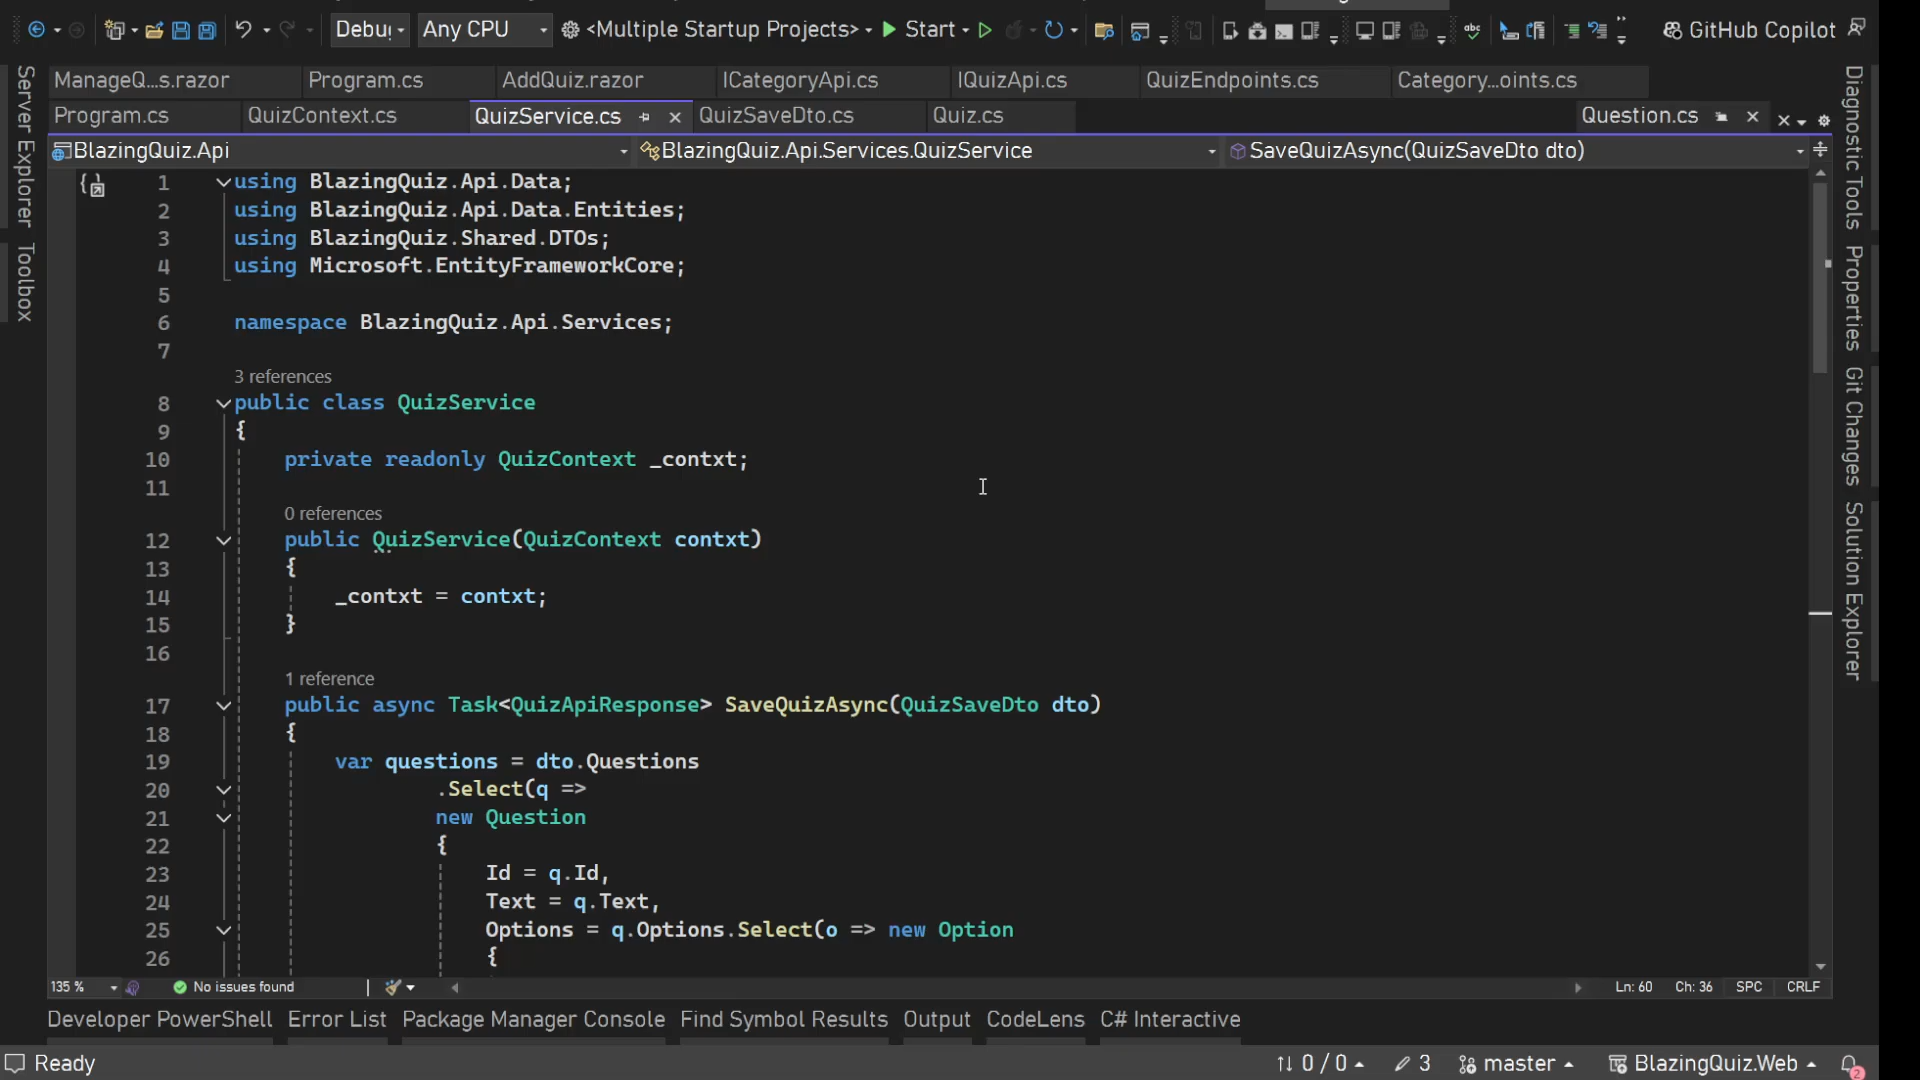 Debug
Any CPU
<Multiple Startup Projects>
Start
GitHub Copilot
ManageQ...s.razor
Program.cs
AddQuiz.razor
ICategoryApi.cs
IQuizApi.cs
QuizEndpoints.cs
Category...oints.cs
Program.cs
QuizContext.cs
QuizService.cs
QuizSaveDto.cs
Quiz.cs
Question.cs
BlazingQuiz.Api
BlazingQuiz.Api.Services.QuizService
SaveQuizAsync(QuizSaveDto dto)
Server Explorer
Toolbox
1 using BlazingQuiz.Api.Data;
2 using BlazingQuiz.Api.Data.Entities;
3 using BlazingQuiz.Shared.DTOs;
4 using Microsoft.EntityFrameworkCore;
5
6 namespace BlazingQuiz.Api.Services;
7
3 references
8 public class QuizService
9 {
10 private readonly QuizContext _contxt;
11
0 references
12 public QuizService(QuizContext contxt)
13 {
14 _contxt = contxt;
15 }
16
1 reference
17 public async Task<QuizApiResponse> SaveQuizAsync(QuizSaveDto dto)
18 {
19 var questions = dto.Questions
20 .Select(q =>
21 new Question
22 {
23 Id = q.Id,
24 Text = q.Text,
25 Options = q.Options.Select(o => new Option
26 {
Diagnostic Tools
Properties
Git Changes
Solution Explorer
135 %
No issues found
Ln: 60
Ch: 36
SPC
CRLF
Developer PowerShell
Error List
Package Manager Console
Find Symbol Results
Output
CodeLens
C# Interactive
Ready
0 / 0
3
master
BlazingQuiz.Web
2